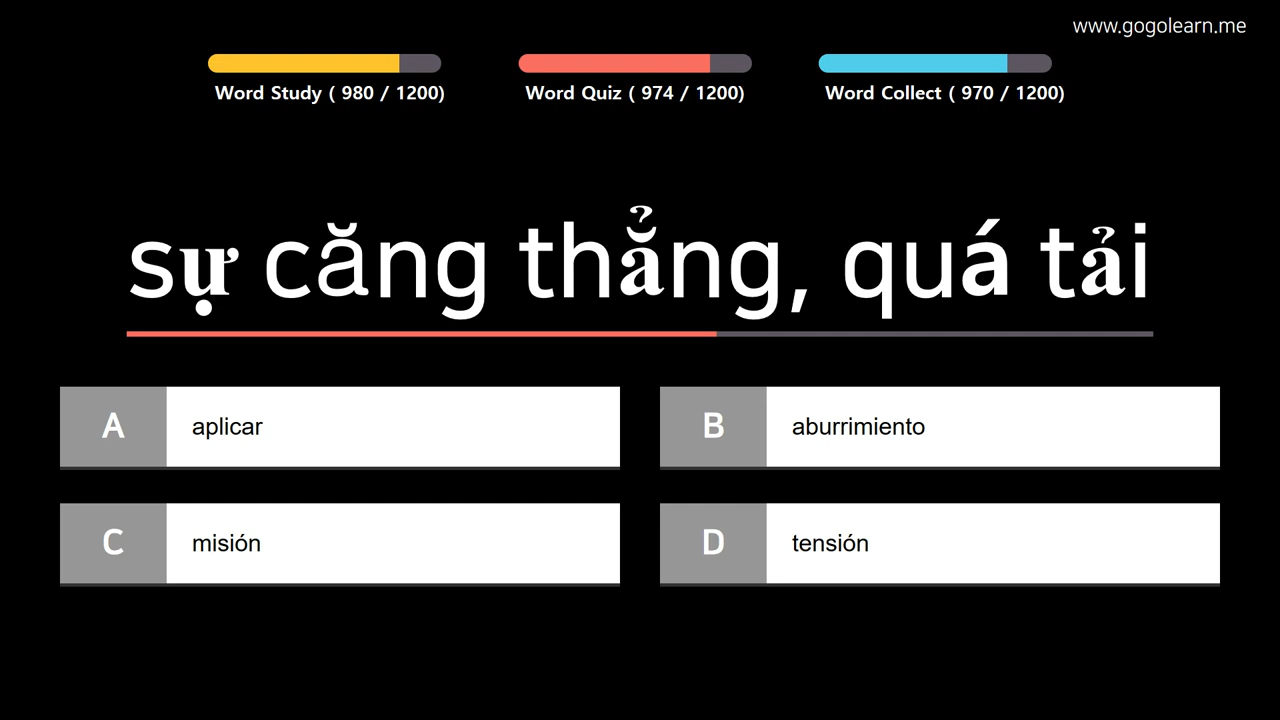 www.gogolearn.me
Word Study ( 980 / 1200)
Word Quiz ( 974 / 1200)
Word Collect ( 970 / 1200)
sự căng thẳng, quá tải
A
aplicar
B
aburrimiento
C
misión
D
tensión